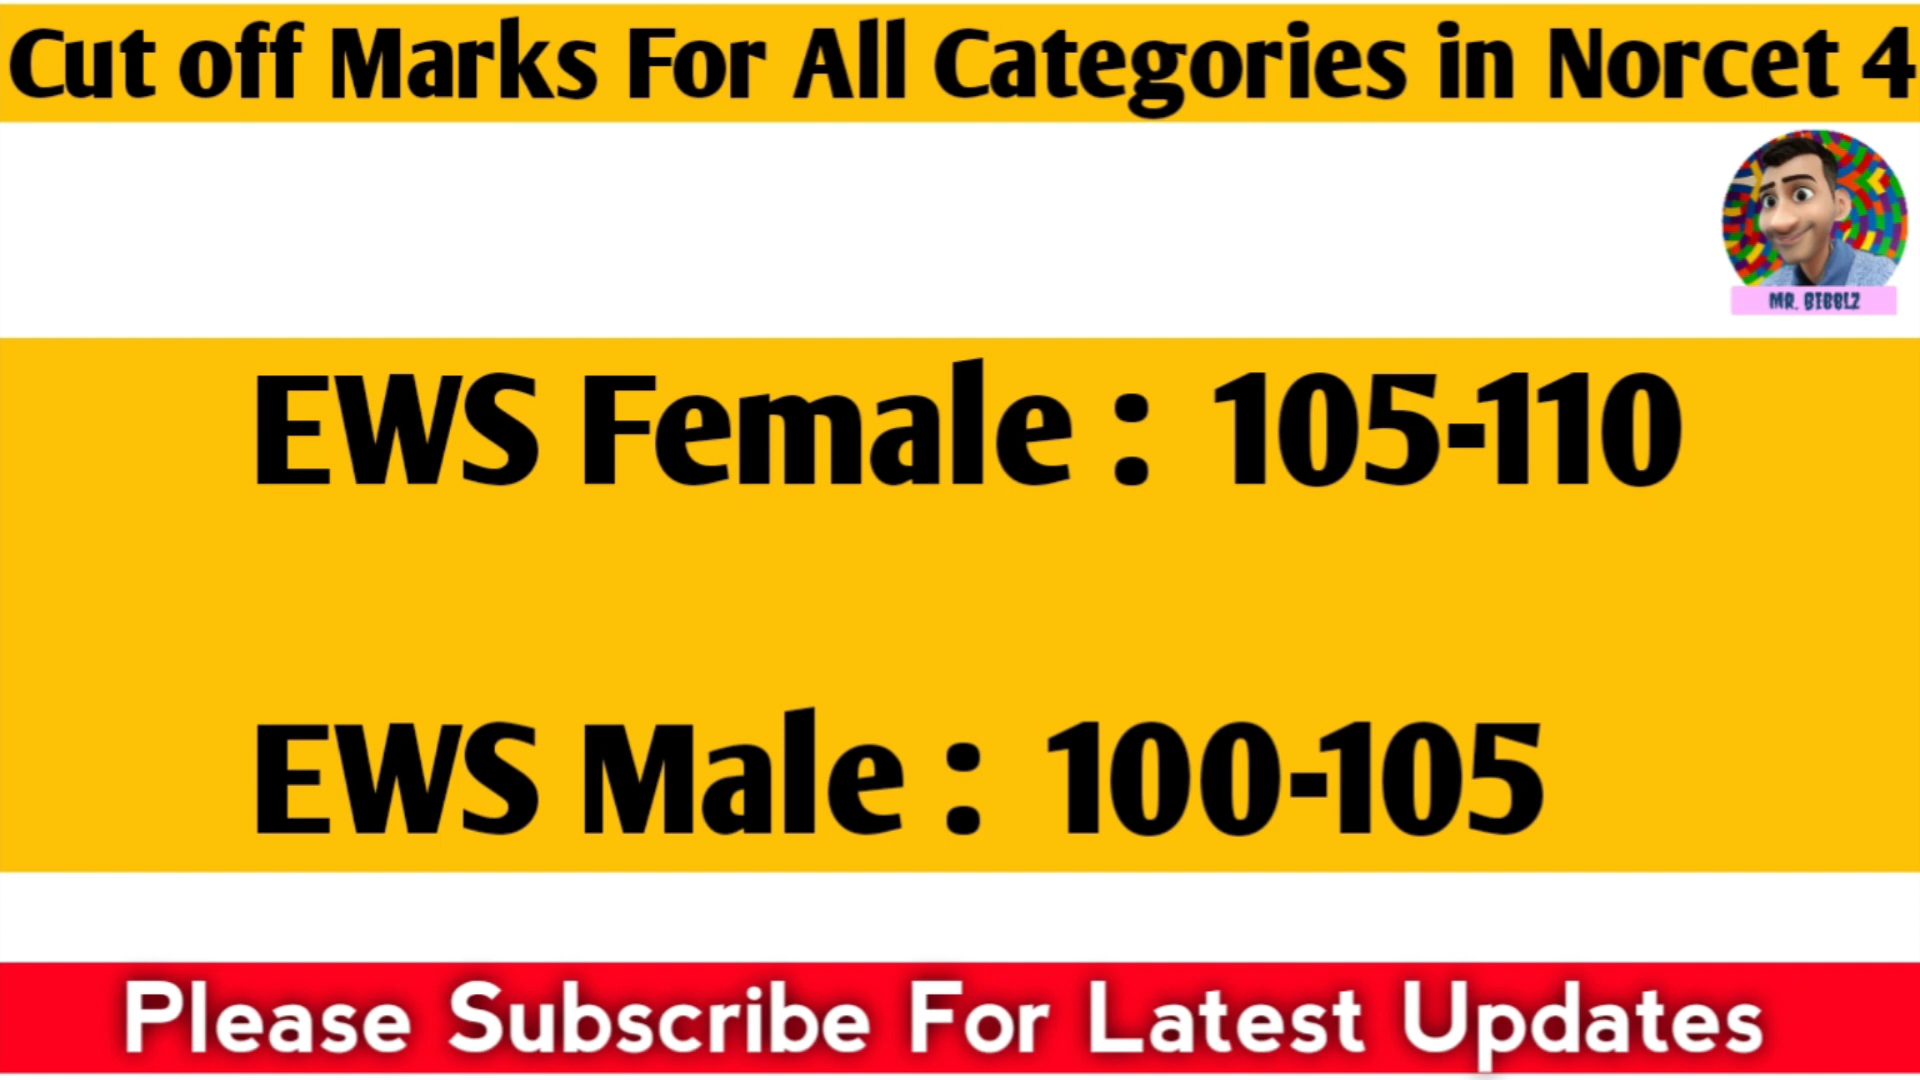 Cut off Marks For All Categories in Norcet 4
MR. BIBBLZ
EWS Female : 105-110
EWS Male : 100-105
Please Subscribe For Latest Updates